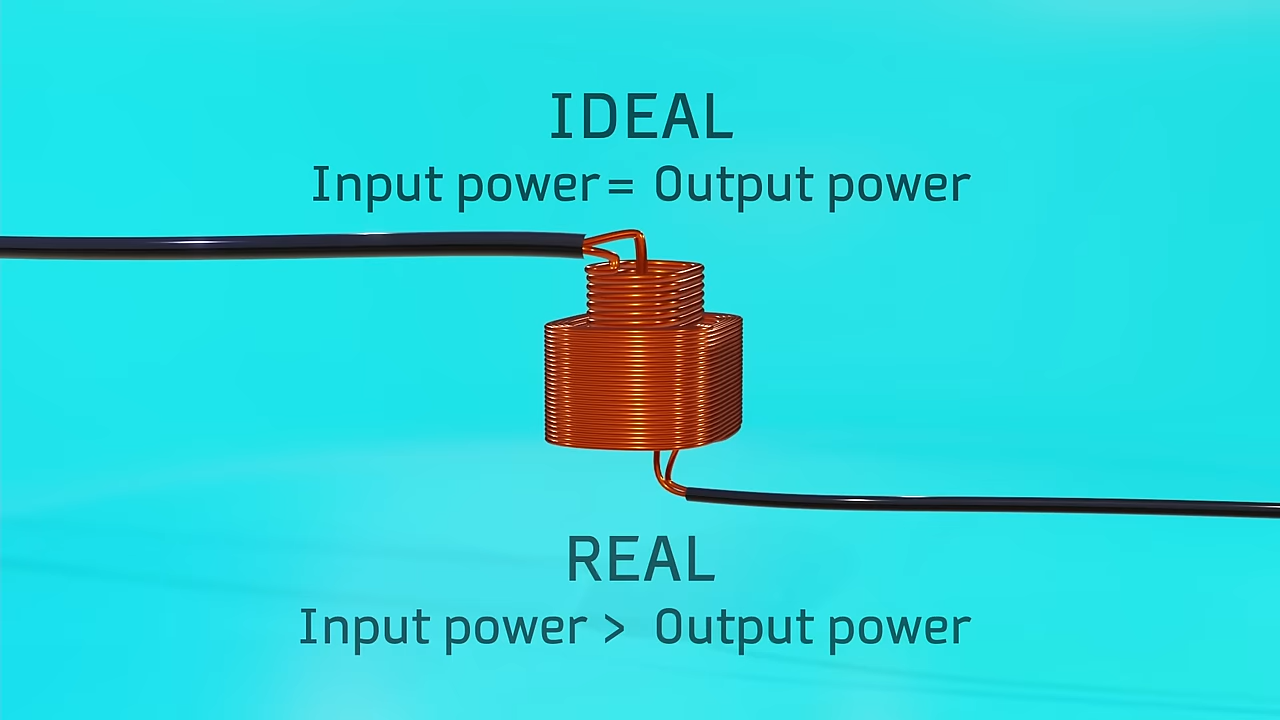 IDEAL
Input power = Output power
REAL
Input power > Output power